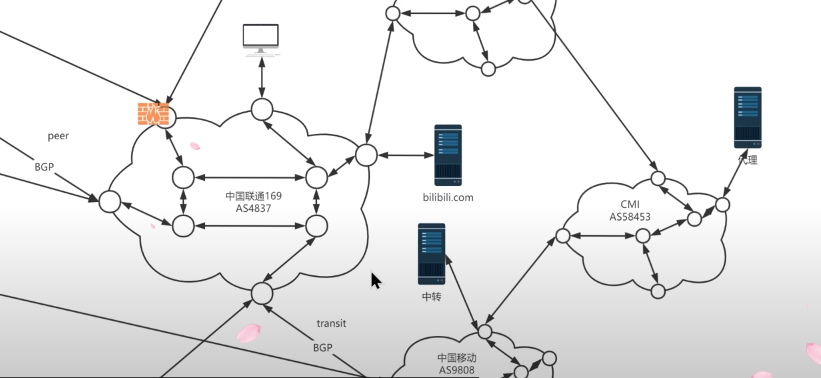 peer
BGP
中国联通169
AS4837
bilibili.com
代理
CMI
AS58453
中转
transit
BGP
中国移动
AS9808